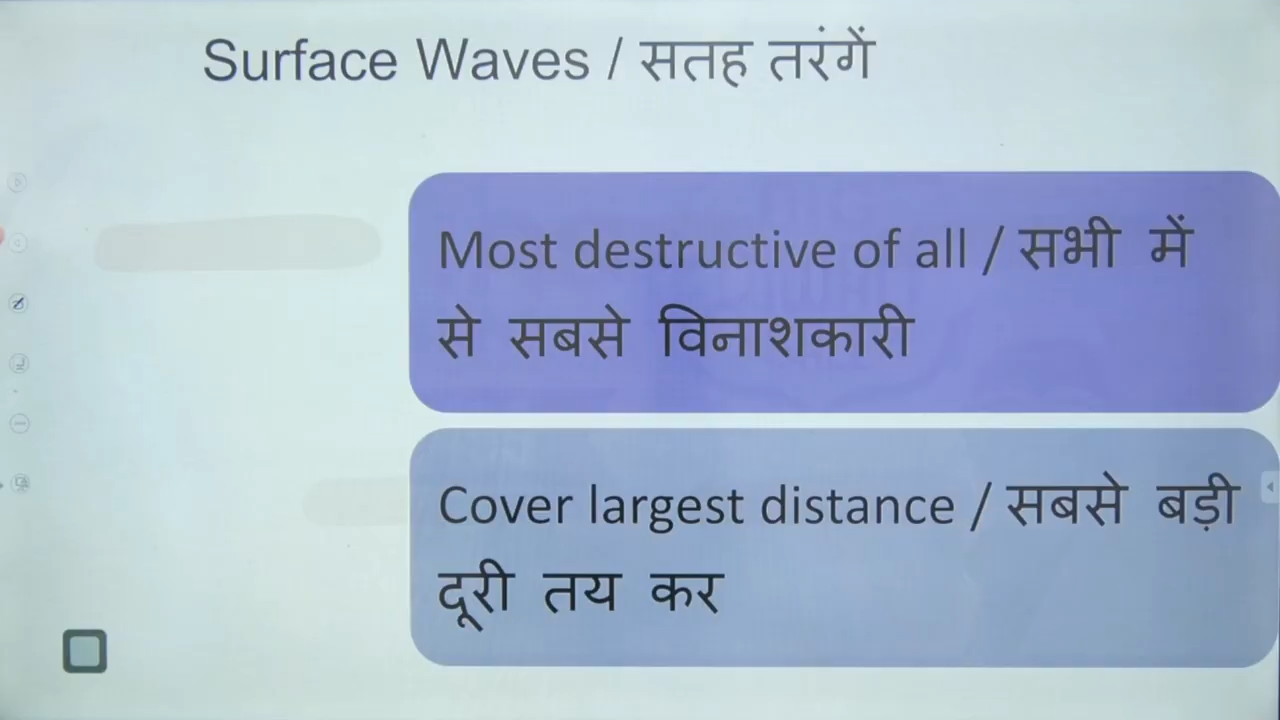 Surface Waves / सतह तरंगें
Most destructive of all / सभी में
से सबसे विनाशकारी
Cover largest distance / सबसे बड़ी
दूरी तय कर